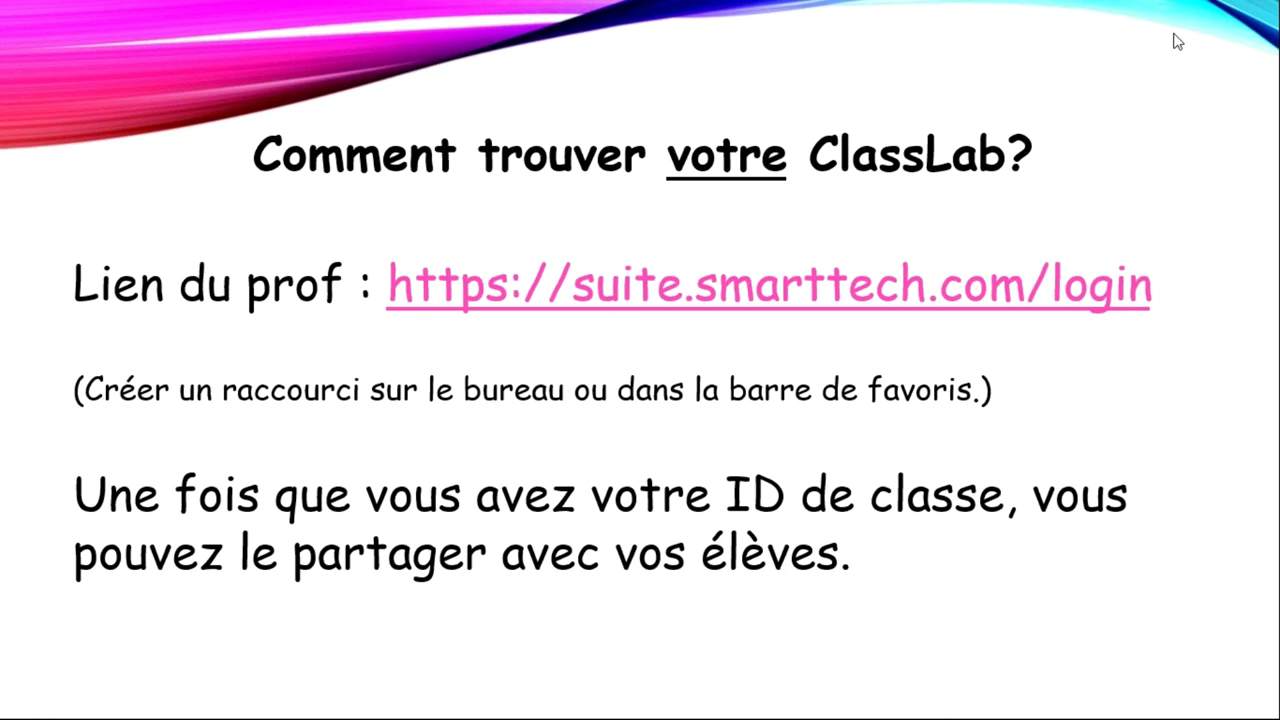 Comment trouver votre ClassLab?
Lien du prof : https://suite.smarttech.com/login
(Créer un raccourci sur le bureau ou dans la barre de favoris.)
Une fois que vous avez votre ID de classe, vous
pouvez le partager avec vos élèves.